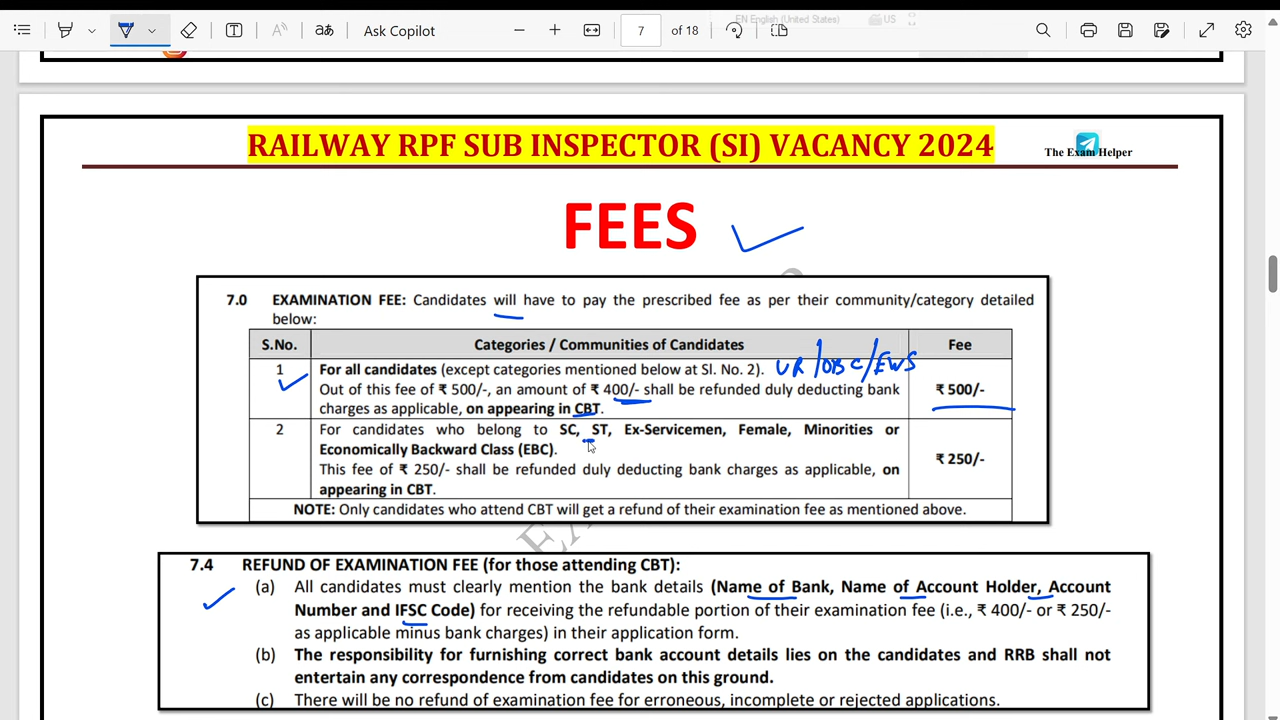 EN English (United States) US
Ask Copilot
7 of 18
RAILWAY RPF SUB INSPECTOR (SI) VACANCY 2024
The Exam Helper
FEES
7.0 EXAMINATION FEE: Candidates will have to pay the prescribed fee as per their community/category detailed
below:
S.No. Categories / Communities of Candidates Fee
1 For all candidates (except categories mentioned below at Sl. No. 2). UR/OBC/EWS
Out of this fee of ₹ 500/-, an amount of ₹ 400/- shall be refunded duly deducting bank ₹ 500/-
charges as applicable, on appearing in CBT.
2 For candidates who belong to SC, ST, Ex-Servicemen, Female, Minorities or
Economically Backward Class (EBC). ₹ 250/-
This fee of ₹ 250/- shall be refunded duly deducting bank charges as applicable, on
appearing in CBT.
NOTE: Only candidates who attend CBT will get a refund of their examination fee as mentioned above.
7.4 REFUND OF EXAMINATION FEE (for those attending CBT):
(a) All candidates must clearly mention the bank details (Name of Bank, Name of Account Holder, Account
Number and IFSC Code) for receiving the refundable portion of their examination fee (i.e., ₹ 400/- or ₹ 250/-
as applicable minus bank charges) in their application form.
(b) The responsibility for furnishing correct bank account details lies on the candidates and RRB shall not
entertain any correspondence from candidates on this ground.
(c) There will be no refund of examination fee for erroneous, incomplete or rejected applications.